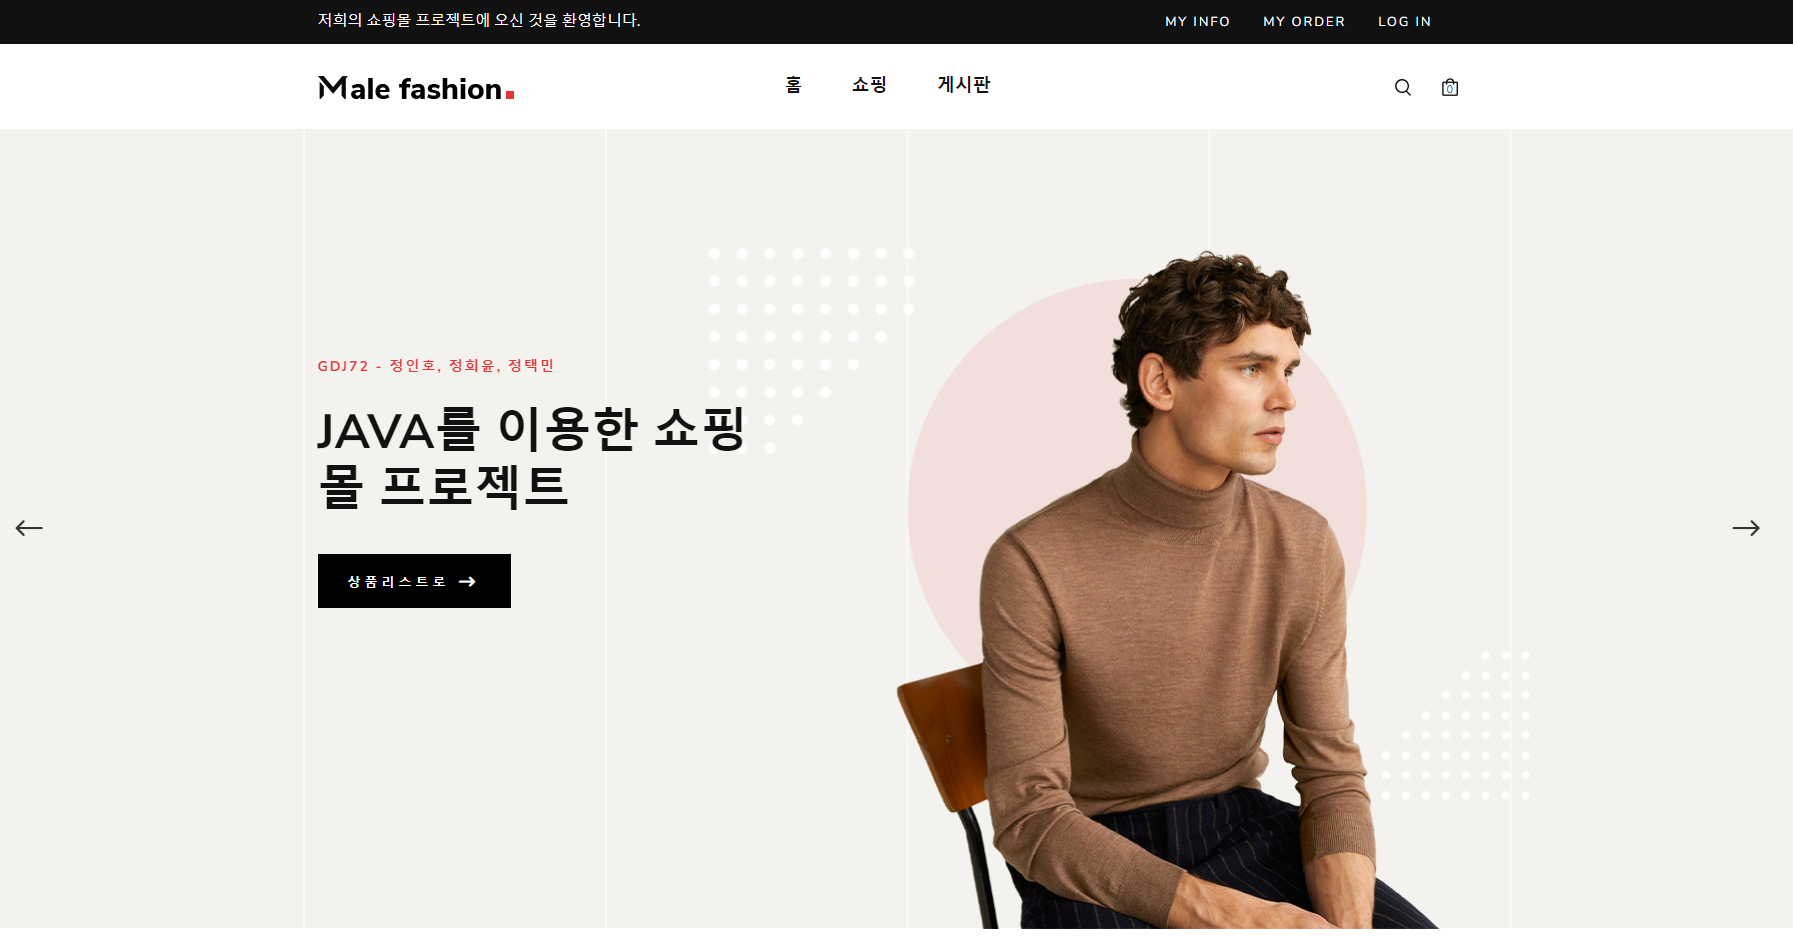 저희의 쇼핑몰 프로젝트에 오신 것을 환영합니다.
MY INFO
MY ORDER
LOG IN
Male fashion.
홈
쇼핑
게시판
0
GDJ72 - 정인호, 정회윤, 정택민
JAVA를 이용한 쇼핑
몰 프로젝트
상품리스트로